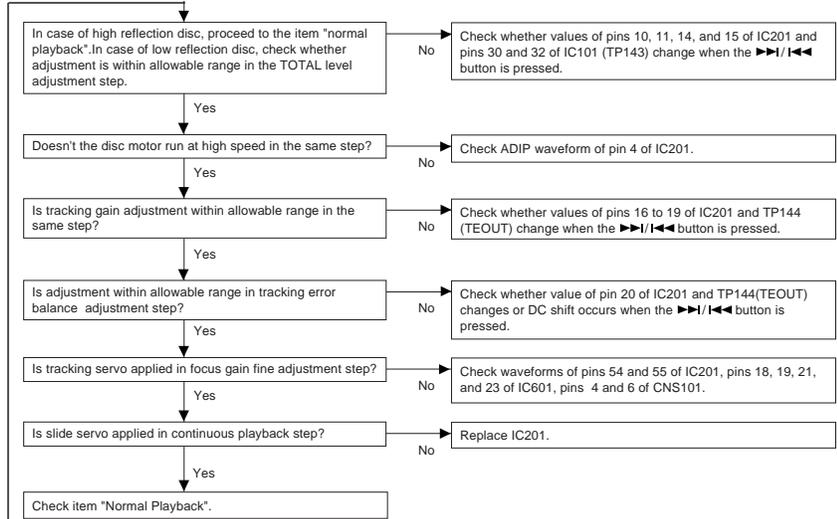 In case of high reflection disc, proceed to the item "normal
playback".In case of low reflection disc, check whether
adjustment is within allowable range in the TOTAL level
adjustment step.
No
Check whether values of pins 10, 11, 14, and 15 of IC201 and
pins 30 and 32 of IC101 (TP143) change when the ►►I/I◄◄
button is pressed.
Yes
Doesn't the disc motor run at high speed in the same step?
No
Check ADIP waveform of pin 4 of IC201.
Yes
Is tracking gain adjustment within allowable range in the
same step?
No
Check whether values of pins 16 to 19 of IC201 and TP144
(TEOUT) change when the ►►I/I◄◄ button is pressed.
Yes
Is adjustment within allowable range in tracking error
balance adjustment step?
No
Check whether value of pin 20 of IC201 and TP144(TEOUT)
changes or DC shift occurs when the ►►I/I◄◄ button is
pressed.
Yes
Is tracking servo applied in focus gain fine adjustment step?
No
Check waveforms of pins 54 and 55 of IC201, pins 18, 19, 21,
and 23 of IC601, pins 4 and 6 of CNS101.
Yes
Is slide servo applied in continuous playback step?
No
Replace IC201.
Yes
Check item "Normal Playback".